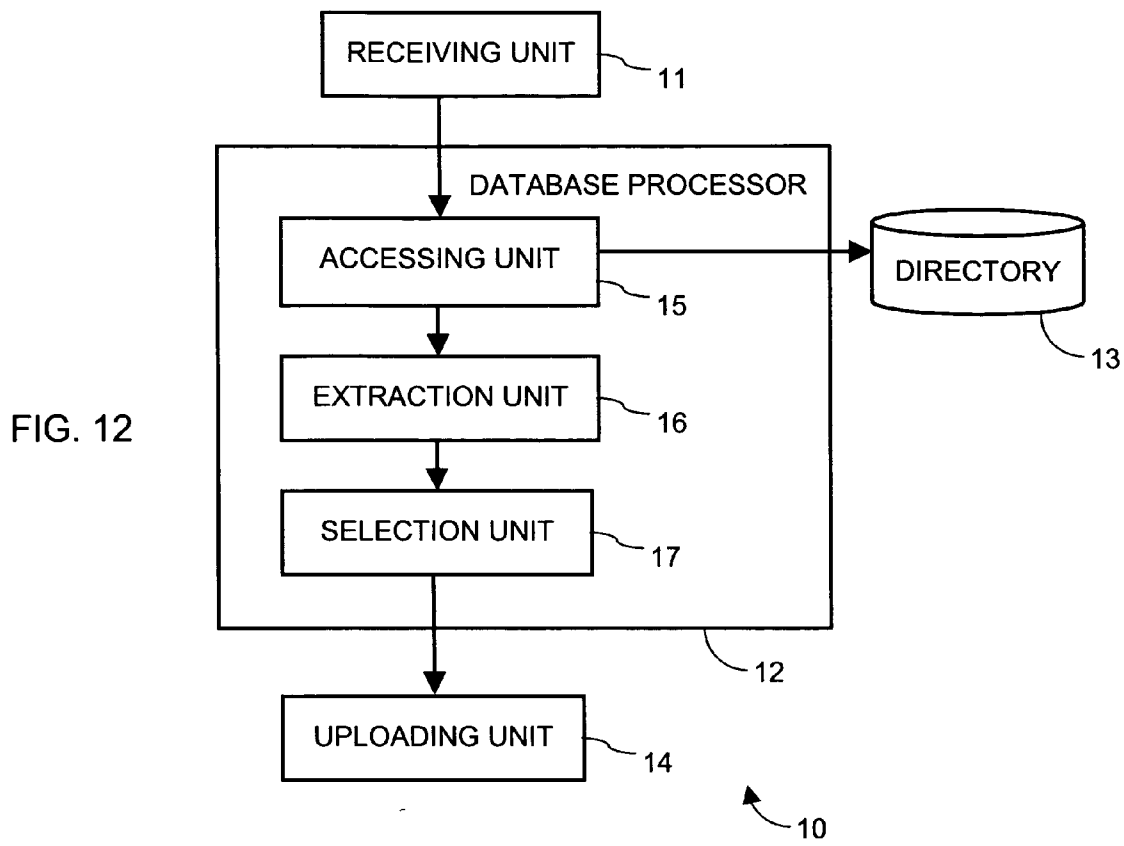 RECEIVING UNIT
11
DATABASE PROCESSOR
ACCESSING UNIT
15
DIRECTORY
13
EXTRACTION UNIT
16
FIG. 12
SELECTION UNIT
17
12
UPLOADING UNIT
14
10